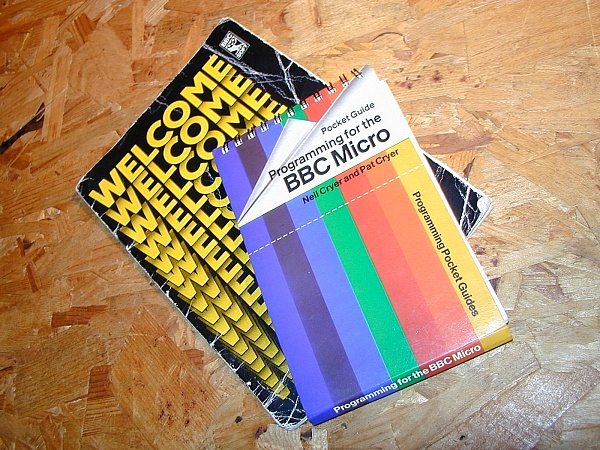 WELCOME
WELCOME
WELCOME
Pocket Guide
Programming for the
BBC Micro
Neil Cryer and Pat Cryer
Programming Pocket Guides
Programming for the BBC Micro